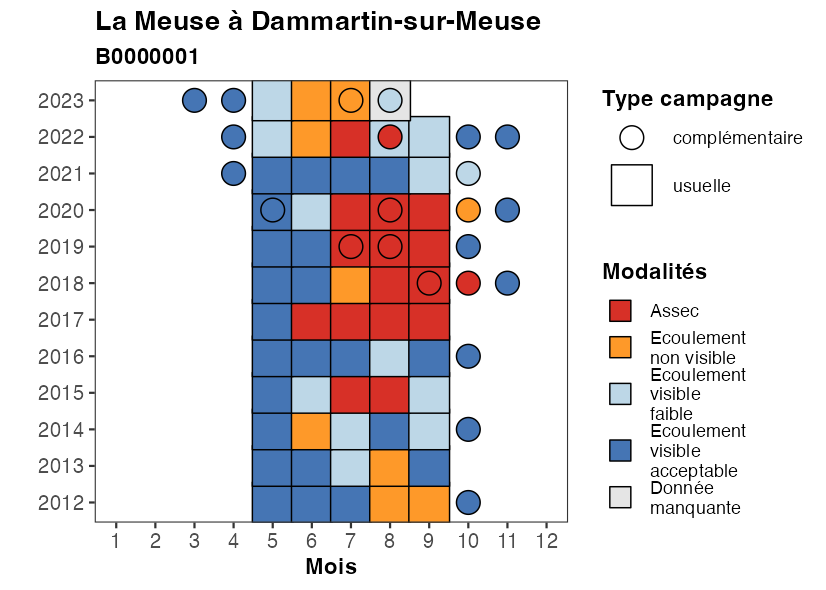 La Meuse à Dammartin-sur-Meuse
B0000001
2023
2022
2021
2020
2019
2018
2017
2016
2015
2014
2013
2012
1 2 3 4 5 6 7 8 9 10 11 12
Mois
Type campagne
complémentaire
usuelle
Modalités
Assec
Ecoulement
non visible
Ecoulement
visible
faible
Ecoulement
visible
acceptable
Donnée
manquante